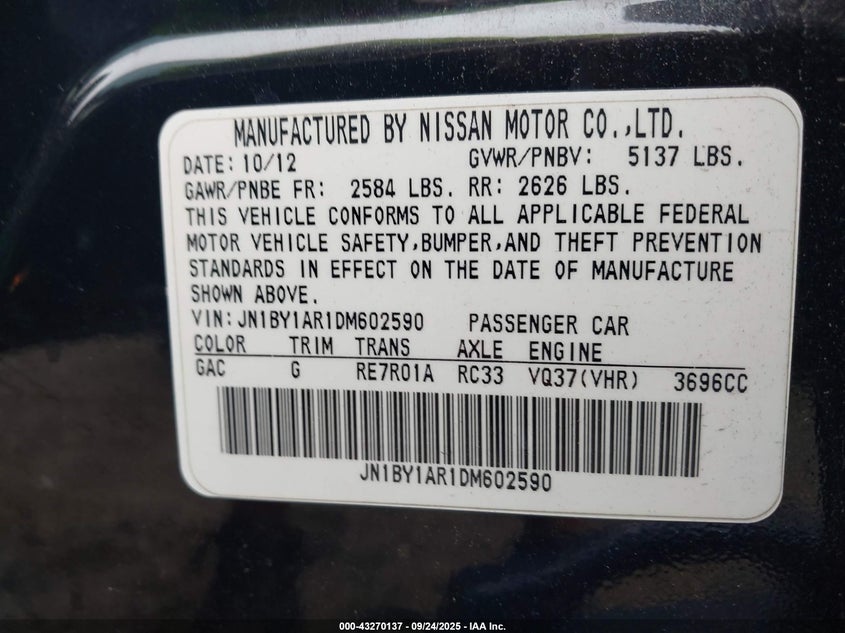 MANUFACTURED BY NISSAN MOTOR CO.,LTD.
DATE: 10/12 GVWR/PNBV: 5137 LBS.
GAWR/PNBE FR: 2584 LBS. RR: 2626 LBS.
THIS VEHICLE CONFORMS TO ALL APPLICABLE FEDERAL
MOTOR VEHICLE SAFETY,BUMPER,AND THEFT PREVENTION
STANDARDS IN EFFECT ON THE DATE OF MANUFACTURE
SHOWN ABOVE.
VIN: JN1BY1AR1DM602590 PASSENGER CAR
COLOR TRIM TRANS AXLE ENGINE
GAC G RE7R01A RC33 VQ37(VHR) 3696CC
JN1BY1AR1DM602590
000-43270137 - 09/24/2025 - IAA Inc.